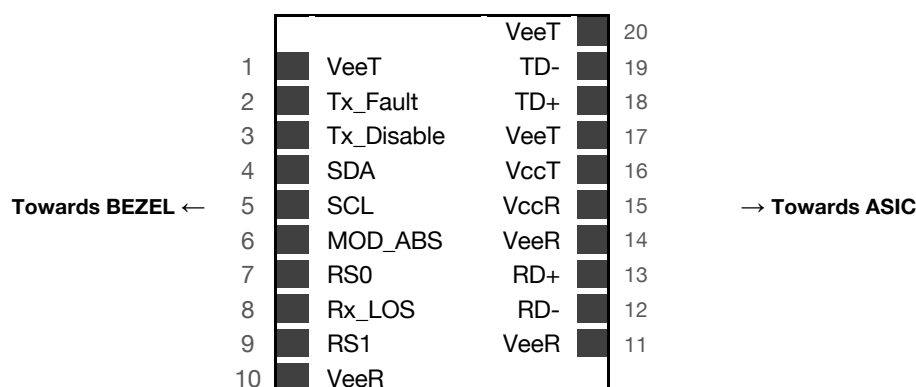 VeeT 20
1 VeeT TD- 19
2 Tx_Fault TD+ 18
3 Tx_Disable VeeT 17
4 SDA VccT 16
Towards BEZEL ← 5 SCL VccR 15 → Towards ASIC
6 MOD_ABS VeeR 14
7 RS0 RD+ 13
8 Rx_LOS RD- 12
9 RS1 VeeR 11
10 VeeR